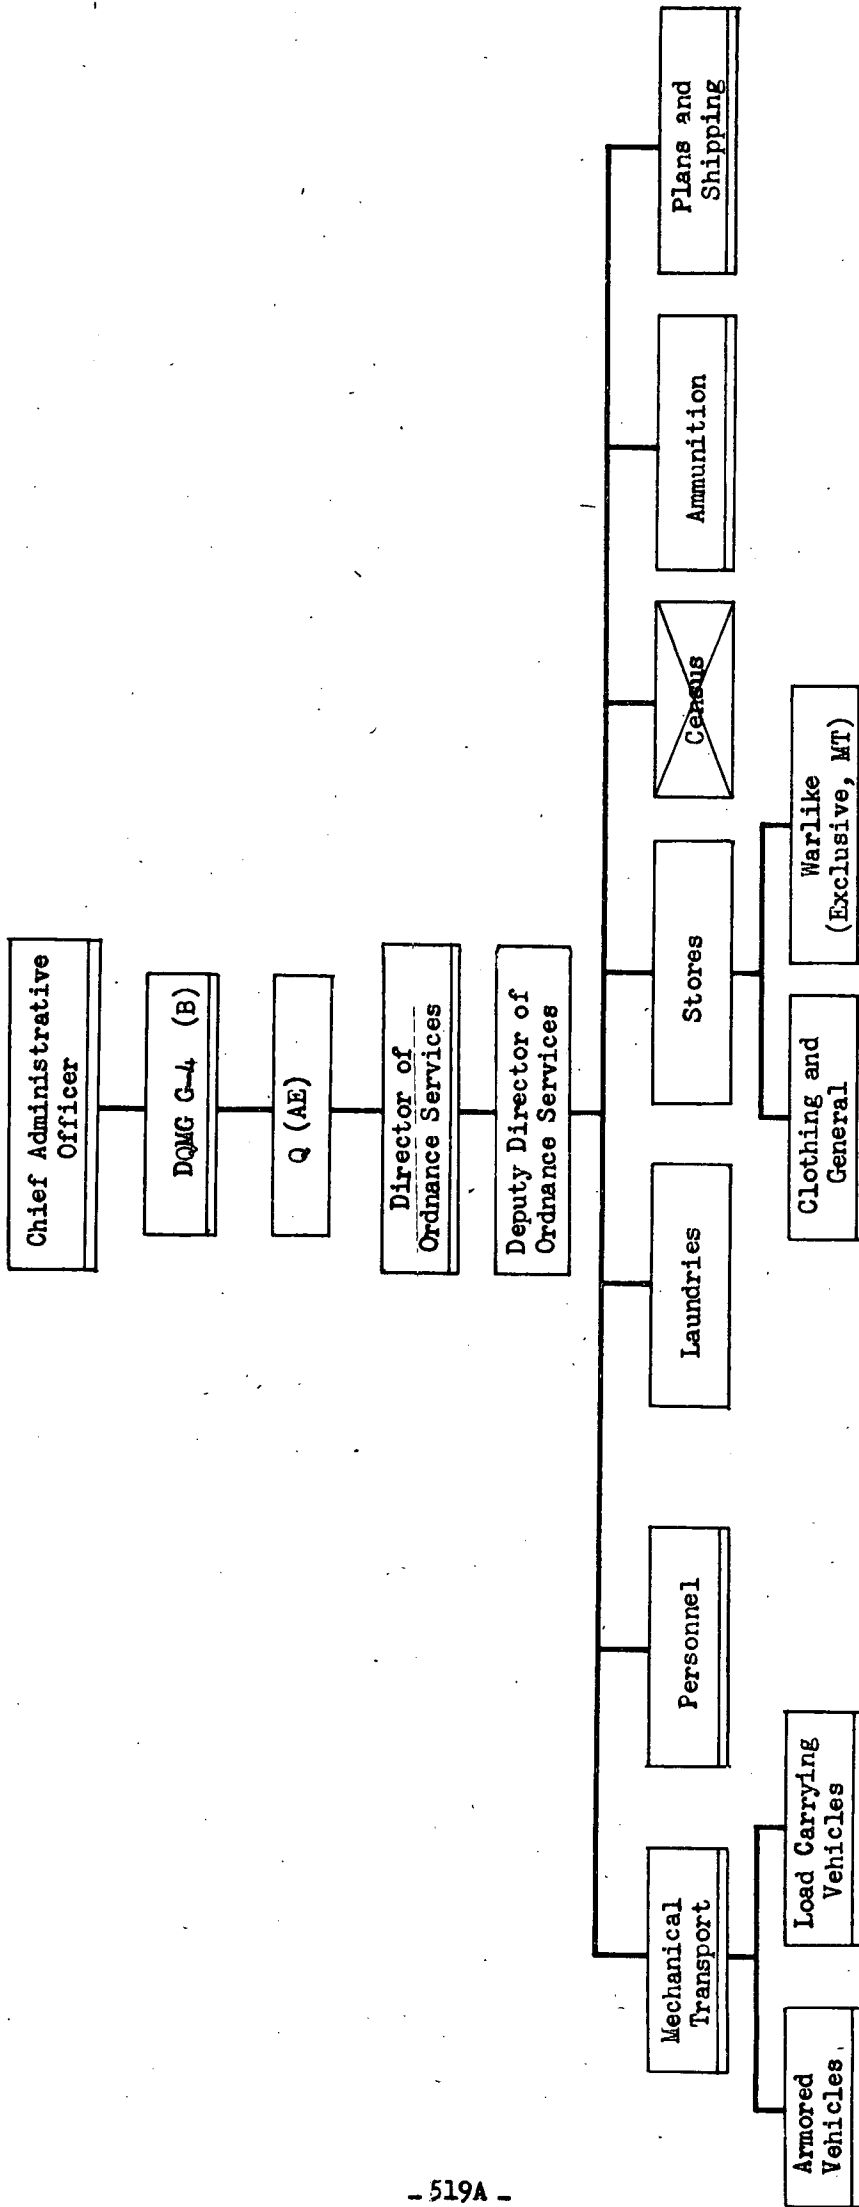 Chief Administrative
Officer
DQMG G-4 (B)
Q (AE)
Director of
Ordnance Services
Deputy Director of
Ordnance Services
Mechanical
Transport
Personnel
Laundries
Stores
Census
Ammunition
Plans and
Shipping
Armored
Vehicles
Load Carrying
Vehicles
Clothing and
General
Warlike
(Exclusive, MT)
- 519A -